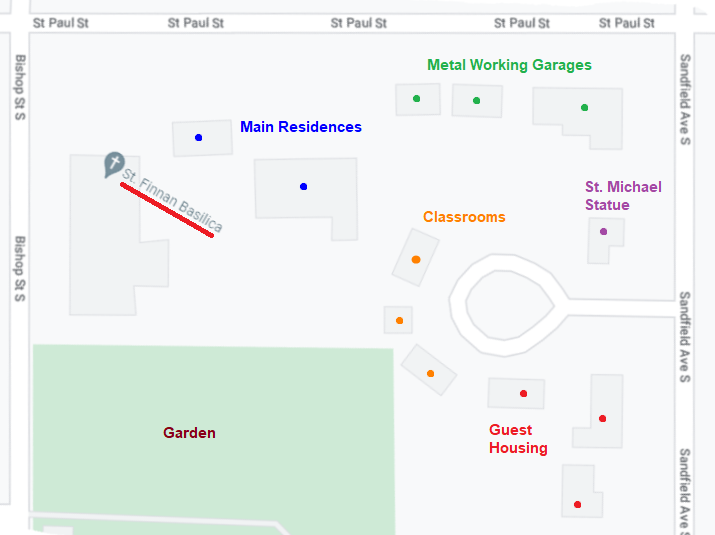 St Paul St
St Paul St
St Paul St
St Paul St
St Paul St
Bishop St S
Metal Working Garages
Sandfield Ave S
Main Residences
St. Finnan Basilica
St. Michael
Statue
Classrooms
Bishop St S
Sandfield Ave S
Garden
Guest
Housing
Sandfield Ave S